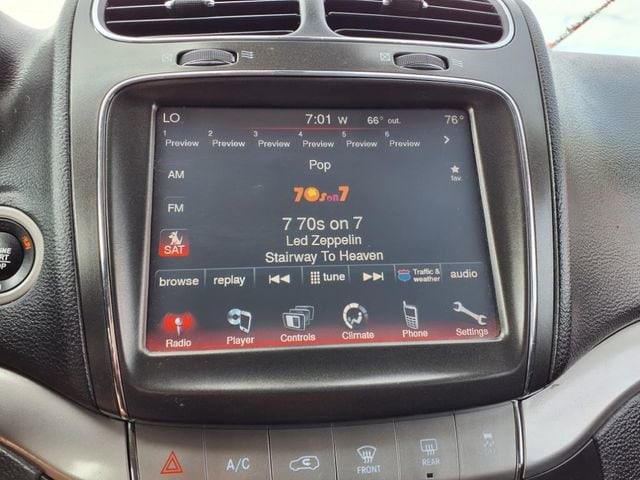 LO 7:01 W 66° out. 76°
1 2 3 4 5 6
Preview Preview Preview Preview Preview Preview
Pop
AM
fav.
70s on 7
FM
7 70s on 7
Led Zeppelin
SAT
Stairway To Heaven
browse replay tune Traffic & weather audio
Radio Player Controls Climate Phone Settings
START
STOP
A/C FRONT REAR